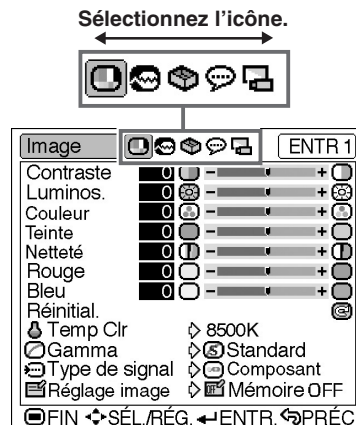 Sélectionnez l'icône.
Image ENTR 1
Contraste 0 - +
Luminos. 0 - +
Couleur 0 - +
Teinte 0 - +
Netteté 0 - +
Rouge 0 - +
Bleu 0 - +
Réinitial.
Temp Clr 8500K
Gamma Standard
Type de signal Composant
Réglage image Mémoire OFF
FIN SÉL./RÉG. ENTR. PRÉC.